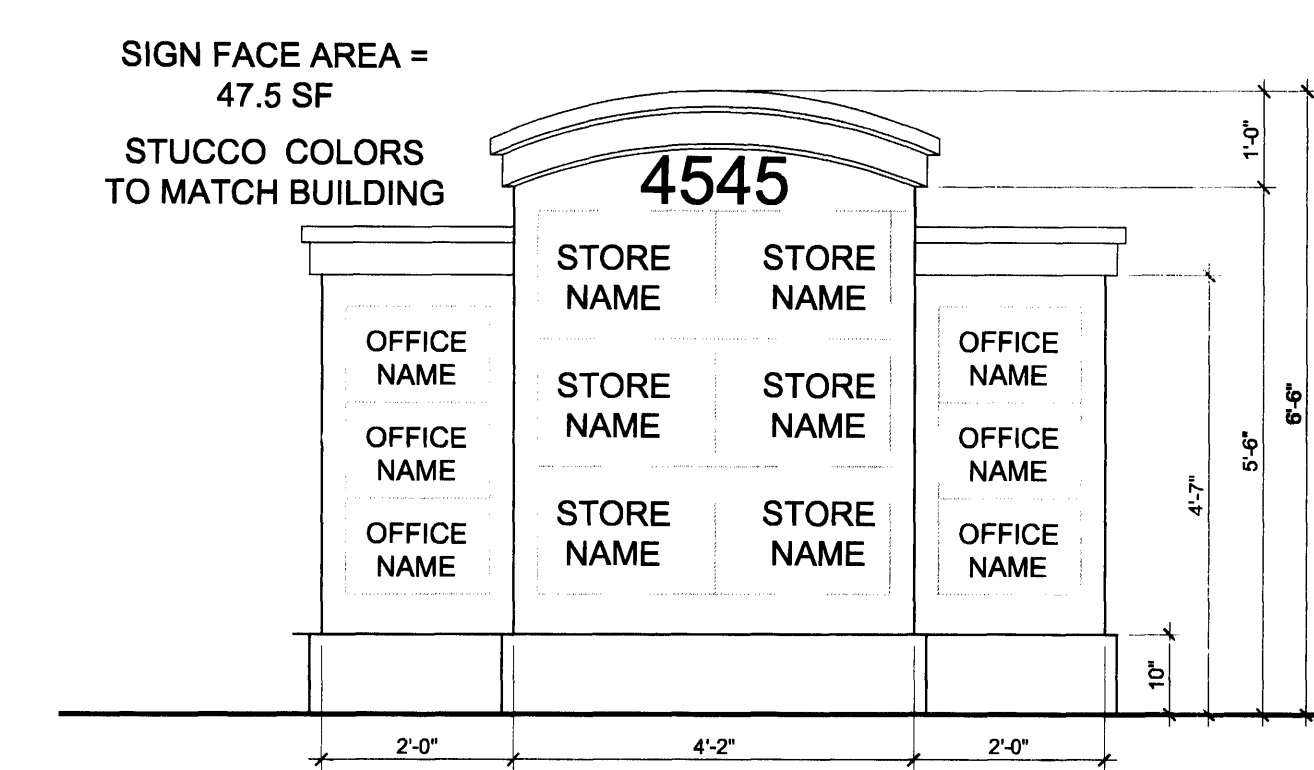 SIGN FACE AREA =
47.5 SF
STUCCO COLORS
TO MATCH BUILDING
4545
STORE
NAME
STORE
NAME
STORE
NAME
STORE
NAME
STORE
NAME
STORE
NAME
OFFICE
NAME
OFFICE
NAME
OFFICE
NAME
OFFICE
NAME
OFFICE
NAME
OFFICE
NAME
1'-0"
6'-6"
5'-6"
4'-7"
10"
2'-0"
4'-2"
2'-0"